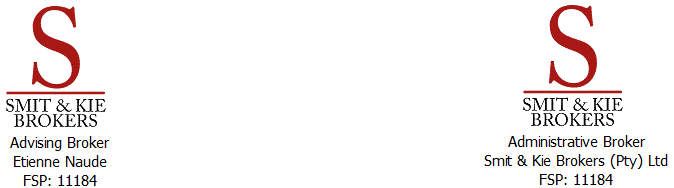 S
SMIT & KIE
BROKERS
Advising Broker
Etienne Naude
FSP: 11184
S
SMIT & KIE
BROKERS
Administrative Broker
Smit & Kie Brokers (Pty) Ltd
FSP: 11184